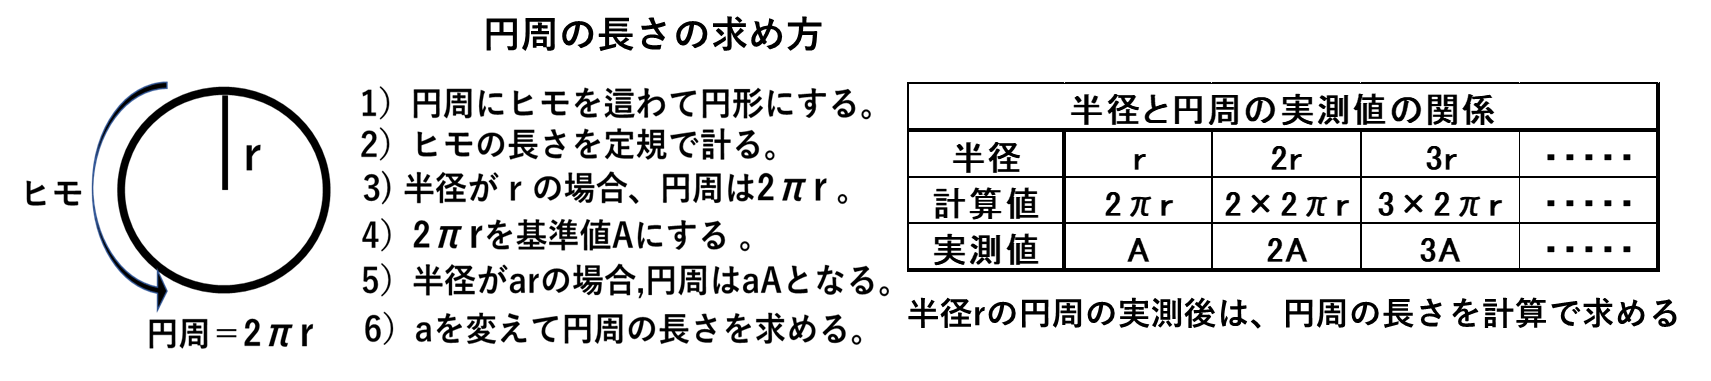 円周の長さの求め方
ヒモ
r
円周=2πr
1）円周にヒモを這わて円形にする。
2）ヒモの長さを定規で計る。
3）半径がｒの場合、円周は2πr。
4）2πrを基準値Aにする 。
5）半径がarの場合,円周はaAとなる。
6）aを変えて円周の長さを求める。
半径と円周の実測値の関係
半径 r 2r 3r ・・・・・
計算値 2πr 2×2πr 3×2πr ・・・・・
実測値 A 2A 3A ・・・・・
半径rの円周の実測後は、円周の長さを計算で求める